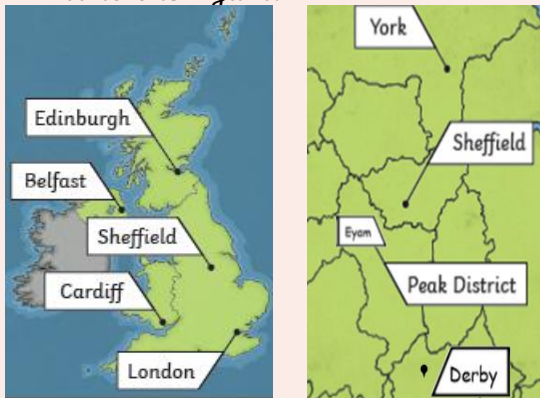 Edinburgh
Belfast
Sheffield
Cardiff
London
York
Sheffield
Eyam
Peak District
Derby